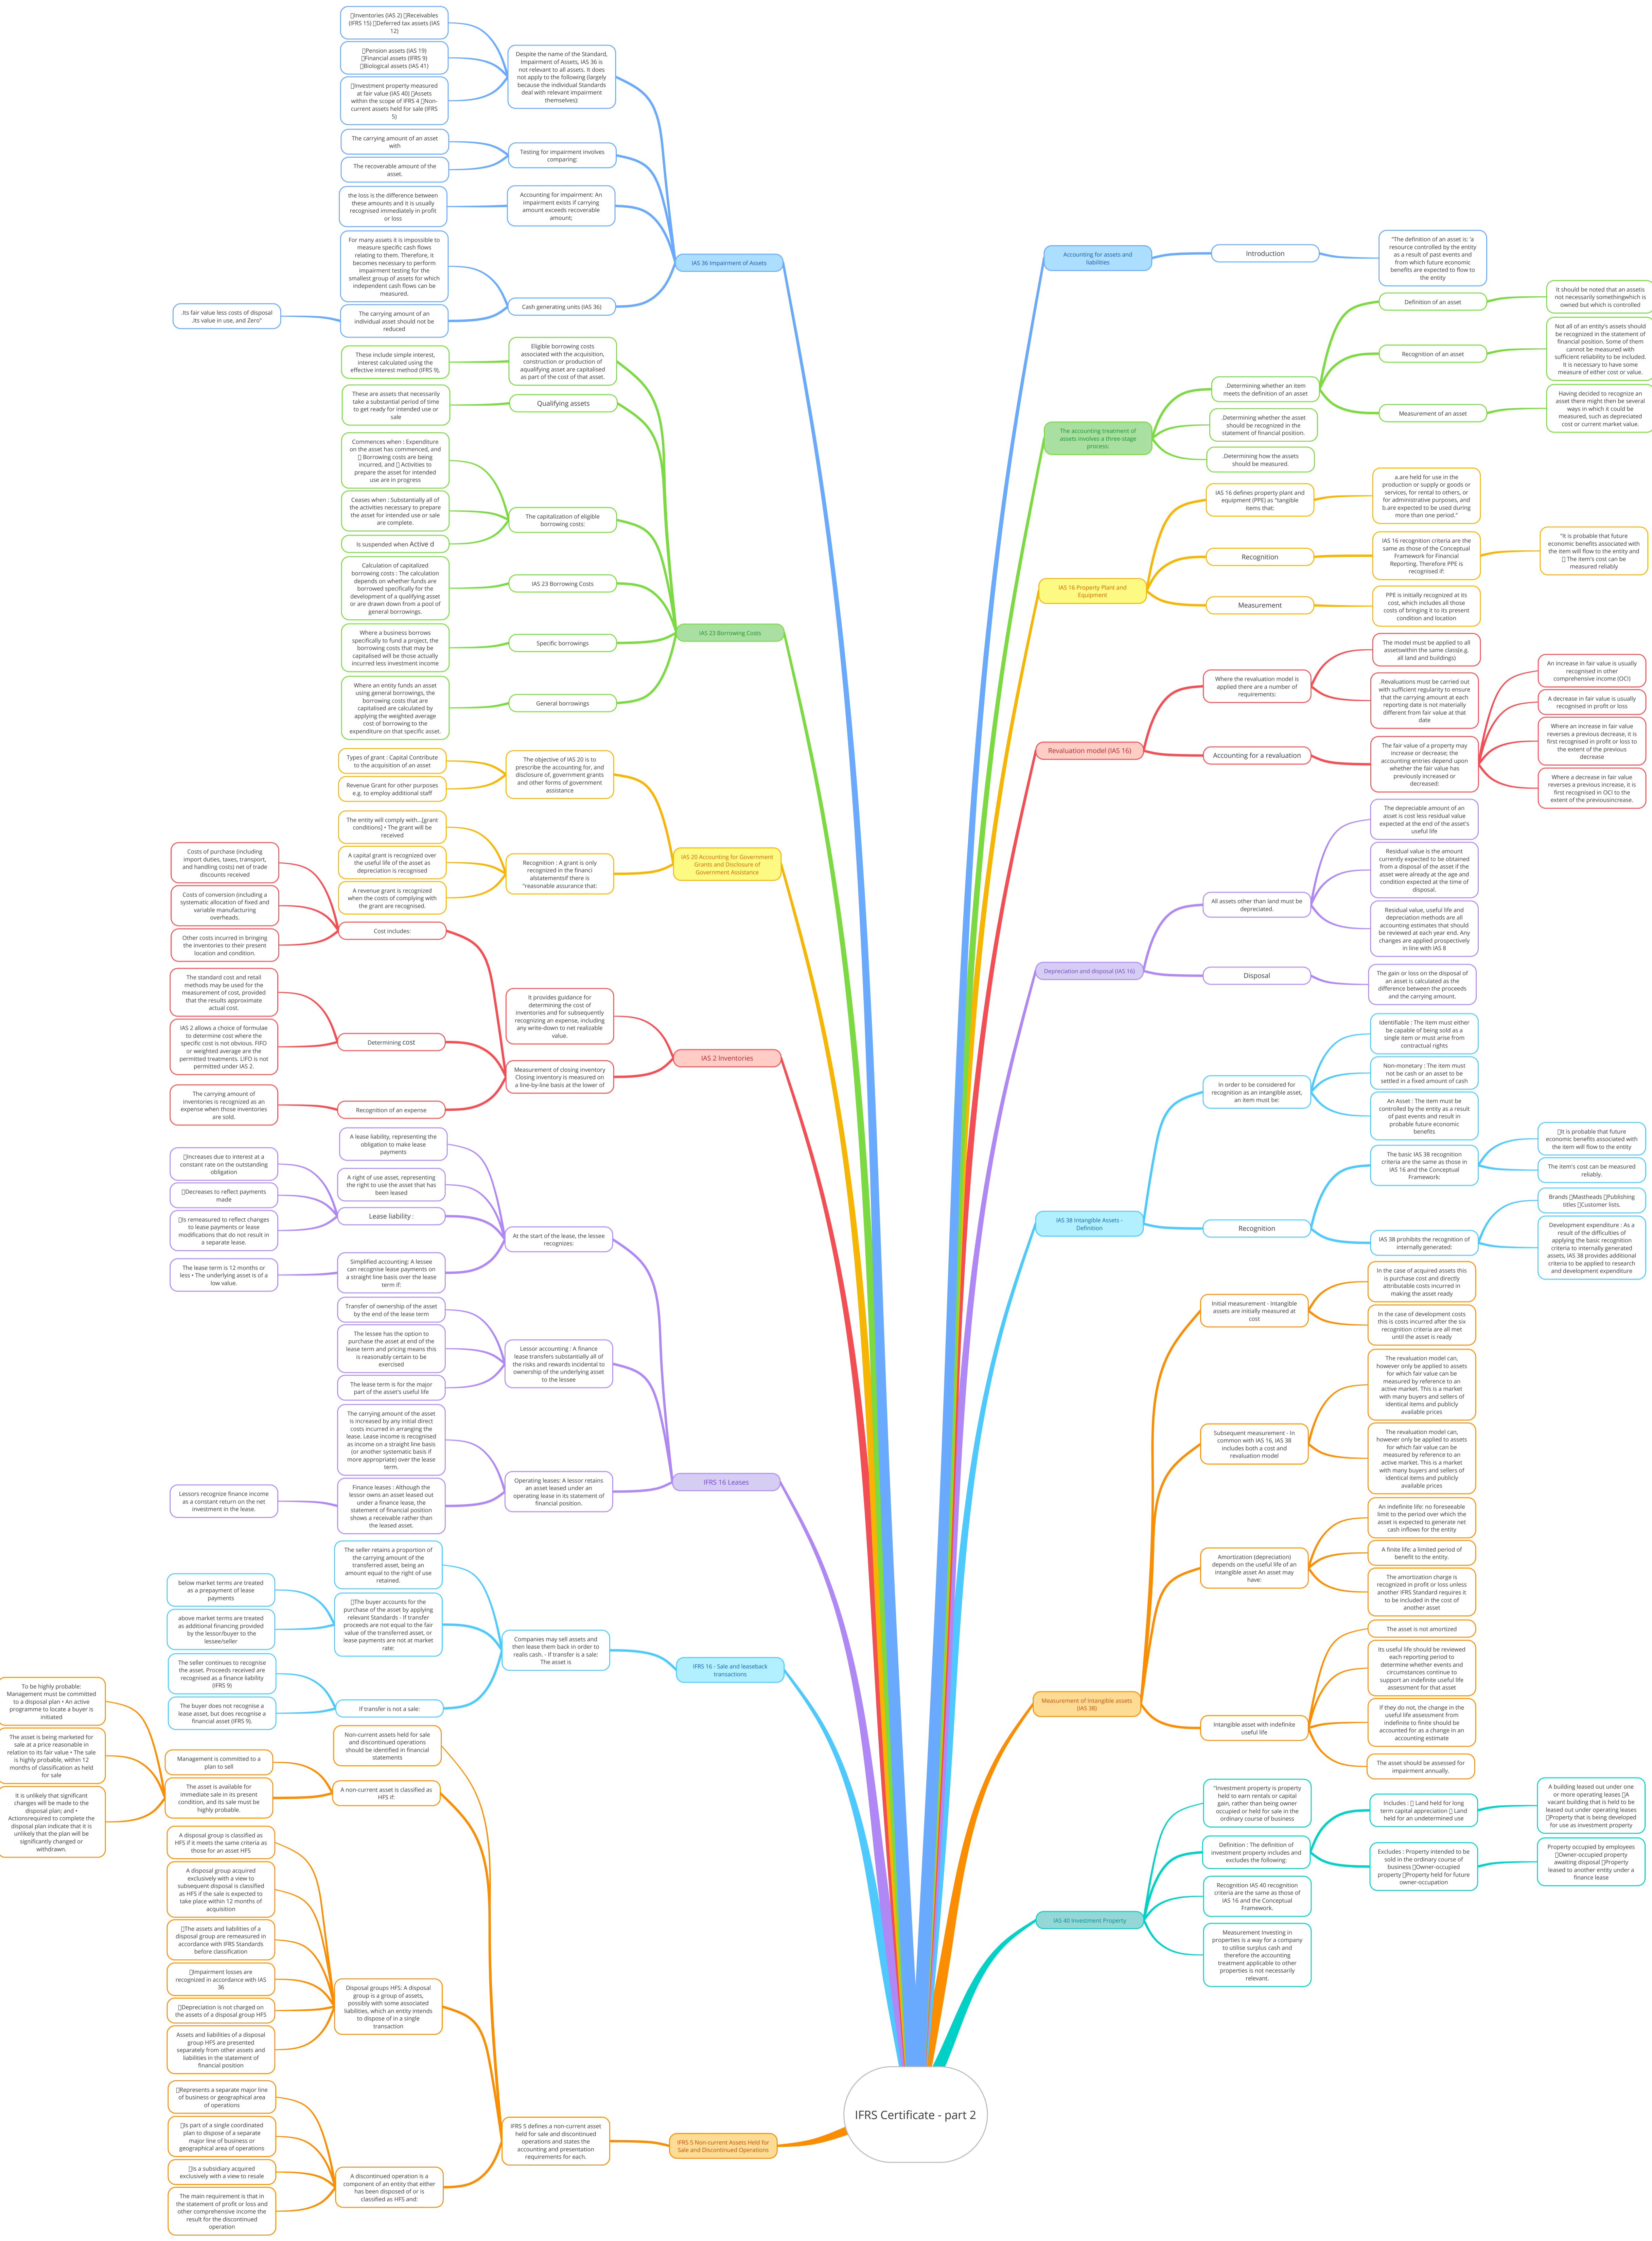 IFRS Certificate - part 2
Accounting for assets and
liabilities
Introduction
"The definition of an asset is: 'a
resource controlled by the entity
as a result of past events and
from which future economic
benefits are expected to flow to
the entity
The accounting treatment of
assets involves a three-stage
process:
.Determining whether an item
meets the definition of an asset
Definition of an asset
It should be noted that an assetis
not necessarily somethingwhich is
owned but which is controlled
Recognition of an asset
Not all of an entity's assets should
be recognized in the statement of
financial position. Some of them
cannot be measured with
sufficient reliability to be included.
It is necessary to have some
measure of either cost or value.
Measurement of an asset
Having decided to recognize an
asset there might then be several
ways in which it could be
measured, such as depreciated
cost or current market value.
.Determining whether the asset
should be recognized in the
statement of financial position.
.Determining how the assets
should be measured.
IAS 16 Property Plant and
Equipment
IAS 16 defines property plant and
equipment (PPE) as "tangible
items that:
a.are held for use in the
production or supply or goods or
services, for rental to others, or
for administrative purposes, and
b.are expected to be used during
more than one period."
Recognition
IAS 16 recognition criteria are the
same as those of the Conceptual
Framework for Financial
Reporting. Therefore PPE is
recognised if:
"It is probable that future
economic benefits associated with
the item will flow to the entity and
 The item's cost can be
measured reliably
Measurement
PPE is initially recognized at its
cost, which includes all those
costs of bringing it to its present
condition and location
Revaluation model (IAS 16)
Where the revaluation model is
applied there are a number of
requirements:
The model must be applied to all
assetswithin the same class(e.g.
all land and buildings)
.Revaluations must be carried out
with sufficient regularity to ensure
that the carrying amount at each
reporting date is not materially
different from fair value at that
date
Accounting for a revaluation
The fair value of a property may
increase or decrease; the
accounting entries depend upon
whether the fair value has
previously increased or
decreased:
An increase in fair value is usually
recognised in other
comprehensive income (OCI)
A decrease in fair value is usually
recognised in profit or loss
Where an increase in fair value
reverses a previous decrease, it is
first recognised in profit or loss to
the extent of the previous
decrease
Where a decrease in fair value
reverses a previous increase, it is
first recognised in OCI to the
extent of the previousincrease.
Depreciation and disposal (IAS 16)
All assets other than land must be
depreciated.
The depreciable amount of an
asset is cost less residual value
expected at the end of the asset's
useful life
Residual value is the amount
currently expected to be obtained
from a disposal of the asset if the
asset were already at the age and
condition expected at the time of
disposal.
Residual value, useful life and
depreciation methods are all
accounting estimates that should
be reviewed at each year end. Any
changes are applied prospectively
in line with IAS 8
Disposal
The gain or loss on the disposal of
an asset is calculated as the
difference between the proceeds
and the carrying amount.
IAS 38 Intangible Assets -
Definition
In order to be considered for
recognition as an intangible asset,
an item must be:
Identifiable : The item must either
be capable of being sold as a
single item or must arise from
contractual rights
Non-monetary : The item must
not be cash or an asset to be
settled in a fixed amount of cash
An Asset : The item must be
controlled by the entity as a result
of past events and result in
probable future economic
benefits
Recognition
The basic IAS 38 recognition
criteria are the same as those in
IAS 16 and the Conceptual
Framework:
It is probable that future
economic benefits associated with
the item will flow to the entity
The item's cost can be measured
reliably.
IAS 38 prohibits the recognition of
internally generated:
Brands Mastheads Publishing
titles Customer lists.
Development expenditure : As a
result of the difficulties of
applying the basic recognition
criteria to internally generated
assets, IAS 38 provides additional
criteria to be applied to research
and development expenditure
Measurement of Intangible assets
(IAS 38)
Initial measurement - Intangible
assets are initially measured at
cost
In the case of acquired assets this
is purchase cost and directly
attributable costs incurred in
making the asset ready
In the case of development costs
this is costs incurred after the six
recognition criteria are all met
until the asset is ready
Subsequent measurement - In
common with IAS 16, IAS 38
includes both a cost and
revaluation model
The revaluation model can,
however only be applied to assets
for which fair value can be
measured by reference to an
active market. This is a market
with many buyers and sellers of
identical items and publicly
available prices
The revaluation model can,
however only be applied to assets
for which fair value can be
measured by reference to an
active market. This is a market
with many buyers and sellers of
identical items and publicly
available prices
Amortization (depreciation)
depends on the useful life of an
intangible asset An asset may
have:
An indefinite life: no foreseeable
limit to the period over which the
asset is expected to generate net
cash inflows for the entity
A finite life: a limited period of
benefit to the entity.
The amortization charge is
recognized in profit or loss unless
another IFRS Standard requires it
to be included in the cost of
another asset
Intangible asset with indefinite
useful life
The asset is not amortized
Its useful life should be reviewed
each reporting period to
determine whether events and
circumstances continue to
support an indefinite useful life
assessment for that asset
If they do not, the change in the
useful life assessment from
indefinite to finite should be
accounted for as a change in an
accounting estimate
The asset should be assessed for
impairment annually.
IAS 40 Investment Property
"Investment property is property
held to earn rentals or capital
gain, rather than being owner
occupied or held for sale in the
ordinary course of business
Definition : The definition of
investment property includes and
excludes the following:
Includes :  Land held for long
term capital appreciation  Land
held for an undetermined use
A building leased out under one
or more operating leases A
vacant building that is held to be
leased out under operating leases
Property that is being developed
for use as investment property
Excludes : Property intended to be
sold in the ordinary course of
business Owner-occupied
property Property held for future
owner-occupation
Property occupied by employees
Owner-occupied property
awaiting disposal Property
leased to another entity under a
finance lease
Recognition IAS 40 recognition
criteria are the same as those of
IAS 16 and the Conceptual
Framework.
Measurement Investing in
properties is a way for a company
to utilise surplus cash and
therefore the accounting
treatment applicable to other
properties is not necessarily
relevant.
IAS 36 Impairment of Assets
Despite the name of the Standard,
Impairment of Assets, IAS 36 is
not relevant to all assets. It does
not apply to the following (largely
because the individual Standards
deal with relevant impairment
themselves):
Inventories (IAS 2) Receivables
(IFRS 15) Deferred tax assets (IAS
12)
Pension assets (IAS 19)
Financial assets (IFRS 9)
Biological assets (IAS 41)
Investment property measured
at fair value (IAS 40) Assets
within the scope of IFRS 4 Non-
current assets held for sale (IFRS
5)
Testing for impairment involves
comparing:
The carrying amount of an asset
with
The recoverable amount of the
asset.
Accounting for impairment: An
impairment exists if carrying
amount exceeds recoverable
amount;
the loss is the difference between
these amounts and it is usually
recognised immediately in profit
or loss
Cash generating units (IAS 36)
For many assets it is impossible to
measure specific cash flows
relating to them. Therefore, it
becomes necessary to perform
impairment testing for the
smallest group of assets for which
independent cash flows can be
measured.
The carrying amount of an
individual asset should not be
reduced
.Its fair value less costs of disposal
.Its value in use, and Zero"
IAS 23 Borrowing Costs
Eligible borrowing costs
associated with the acquisition,
construction or production of
aqualifying asset are capitalised
as part of the cost of that asset.
These include simple interest,
interest calculated using the
effective interest method (IFRS 9),
Qualifying assets
These are assets that necessarily
take a substantial period of time
to get ready for intended use or
sale
The capitalization of eligible
borrowing costs:
Commences when : Expenditure
on the asset has commenced, and
 Borrowing costs are being
incurred, and  Activities to
prepare the asset for intended
use are in progress
Ceases when : Substantially all of
the activities necessary to prepare
the asset for intended use or sale
are complete.
Is suspended when Active d
IAS 23 Borrowing Costs
Calculation of capitalized
borrowing costs : The calculation
depends on whether funds are
borrowed specifically for the
development of a qualifying asset
or are drawn down from a pool of
general borrowings.
Specific borrowings
Where a business borrows
specifically to fund a project, the
borrowing costs that may be
capitalised will be those actually
incurred less investment income
General borrowings
Where an entity funds an asset
using general borrowings, the
borrowing costs that are
capitalised are calculated by
applying the weighted average
cost of borrowing to the
expenditure on that specific asset.
IAS 20 Accounting for Government
Grants and Disclosure of
Government Assistance
The objective of IAS 20 is to
prescribe the accounting for, and
disclosure of, government grants
and other forms of government
assistance
Types of grant : Capital Contribute
to the acquisition of an asset
Revenue Grant for other purposes
e.g. to employ additional staff
Recognition : A grant is only
recognized in the financi
alstatementsif there is
"reasonable assurance that:
The entity will comply with...[grant
conditions] • The grant will be
received
A capital grant is recognized over
the useful life of the asset as
depreciation is recognised
A revenue grant is recognized
when the costs of complying with
the grant are recognised.
IAS 2 Inventories
It provides guidance for
determining the cost of
inventories and for subsequently
recognizing an expense, including
any write-down to net realizable
value.
Measurement of closing inventory
Closing inventory is measured on
a line-by-line basis at the lower of
Cost includes:
Costs of purchase (including
import duties, taxes, transport,
and handling costs) net of trade
discounts received
Costs of conversion (including a
systematic allocation of fixed and
variable manufacturing
overheads.
Other costs incurred in bringing
the inventories to their present
location and condition.
Determining cost
The standard cost and retail
methods may be used for the
measurement of cost, provided
that the results approximate
actual cost.
IAS 2 allows a choice of formulae
to determine cost where the
specific cost is not obvious. FIFO
or weighted average are the
permitted treatments. LIFO is not
permitted under IAS 2.
Recognition of an expense
The carrying amount of
inventories is recognized as an
expense when those inventories
are sold.
IFRS 16 Leases
At the start of the lease, the lessee
recognizes:
A lease liability, representing the
obligation to make lease
payments
A right of use asset, representing
the right to use the asset that has
been leased
Lease liability :
Increases due to interest at a
constant rate on the outstanding
obligation
Decreases to reflect payments
made
Is remeasured to reflect changes
to lease payments or lease
modifications that do not result in
a separate lease.
Simplified accounting: A lessee
can recognise lease payments on
a straight line basis over the lease
term if:
The lease term is 12 months or
less • The underlying asset is of a
low value.
Lessor accounting : A finance
lease transfers substantially all of
the risks and rewards incidental to
ownership of the underlying asset
to the lessee
Transfer of ownership of the asset
by the end of the lease term
The lessee has the option to
purchase the asset at end of the
lease term and pricing means this
is reasonably certain to be
exercised
The lease term is for the major
part of the asset's useful life
Operating leases: A lessor retains
an asset leased under an
operating lease in its statement of
financial position.
The carrying amount of the asset
is increased by any initial direct
costs incurred in arranging the
lease. Lease income is recognised
as income on a straight line basis
(or another systematic basis if
more appropriate) over the lease
term.
Finance leases : Although the
lessor owns an asset leased out
under a finance lease, the
statement of financial position
shows a receivable rather than
the leased asset.
Lessors recognize finance income
as a constant return on the net
investment in the lease.
IFRS 16 - Sale and leaseback
transactions
Companies may sell assets and
then lease them back in order to
realis cash. - If transfer is a sale:
The asset is
The seller retains a proportion of
the carrying amount of the
transferred asset, being an
amount equal to the right of use
retained.
The buyer accounts for the
purchase of the asset by applying
relevant Standards - If transfer
proceeds are not equal to the fair
value of the transferred asset, or
lease payments are not at market
rate:
below market terms are treated
as a prepayment of lease
payments
above market terms are treated
as additional financing provided
by the lessor/buyer to the
lessee/seller
If transfer is not a sale:
The seller continues to recognise
the asset. Proceeds received are
recognised as a finance liability
(IFRS 9)
The buyer does not recognise a
lease asset, but does recognise a
financial asset (IFRS 9).
IFRS 5 Non-current Assets Held for
Sale and Discontinued Operations
IFRS 5 defines a non-current asset
held for sale and discontinued
operations and states the
accounting and presentation
requirements for each.
Non-current assets held for sale
and discontinued operations
should be identified in financial
statements
A non-current asset is classified as
HFS if:
Management is committed to a
plan to sell
The asset is available for
immediate sale in its present
condition, and its sale must be
highly probable.
To be highly probable:
Management must be committed
to a disposal plan • An active
programme to locate a buyer is
initiated
The asset is being marketed for
sale at a price reasonable in
relation to its fair value • The sale
is highly probable, within 12
months of classification as held
for sale
It is unlikely that significant
changes will be made to the
disposal plan; and •
Actionsrequired to complete the
disposal plan indicate that it is
unlikely that the plan will be
significantly changed or
withdrawn.
Disposal groups HFS: A disposal
group is a group of assets,
possibly with some associated
liabilities, which an entity intends
to dispose of in a single
transaction
A disposal group is classified as
HFS if it meets the same criteria as
those for an asset HFS
A disposal group acquired
exclusively with a view to
subsequent disposal is classified
as HFS if the sale is expected to
take place within 12 months of
acquisition
The assets and liabilities of a
disposal group are remeasured in
accordance with IFRS Standards
before classification
Impairment losses are
recognized in accordance with IAS
36
Depreciation is not charged on
the assets of a disposal group HFS
Assets and liabilities of a disposal
group HFS are presented
separately from other assets and
liabilities in the statement of
financial position
A discontinued operation is a
component of an entity that either
has been disposed of or is
classified as HFS and:
Represents a separate major line
of business or geographical area
of operations
Is part of a single coordinated
plan to dispose of a separate
major line of business or
geographical area of operations
Is a subsidiary acquired
exclusively with a view to resale
The main requirement is that in
the statement of profit or loss and
other comprehensive income the
result for the discontinued
operation